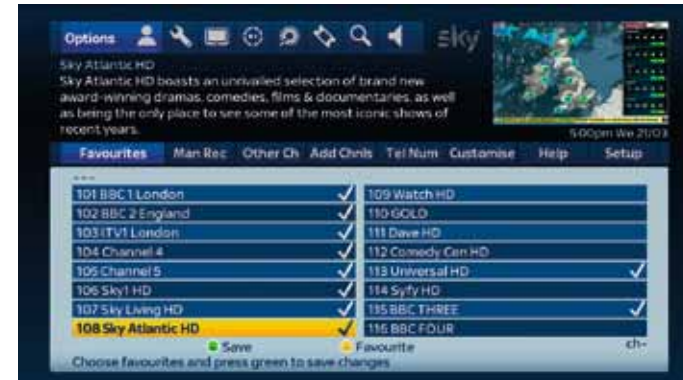 Options
sky
Sky Atlantic HD
Sky Atlantic HD boasts an unrivalled selection of brand new
award-winning dramas, comedies, films & documentaries, as well
as being the only place to see some of the most iconic shows of
recent years.
5:00pm We 21/03
Favourites Man Rec Other Ch Add Chnls Tel Num Customise Help Setup
---
101 BBC 1 London
102 BBC 2 England
103 ITV1 London
104 Channel 4
105 Channel 5
106 Sky1 HD
107 Sky Living HD
108 Sky Atlantic HD
109 Watch HD
110 GOLD
111 Dave HD
112 Comedy Cen HD
113 Universal HD
114 Syfy HD
115 BBC THREE
116 BBC FOUR
Save Favourite ch-
Choose favourites and press green to save changes